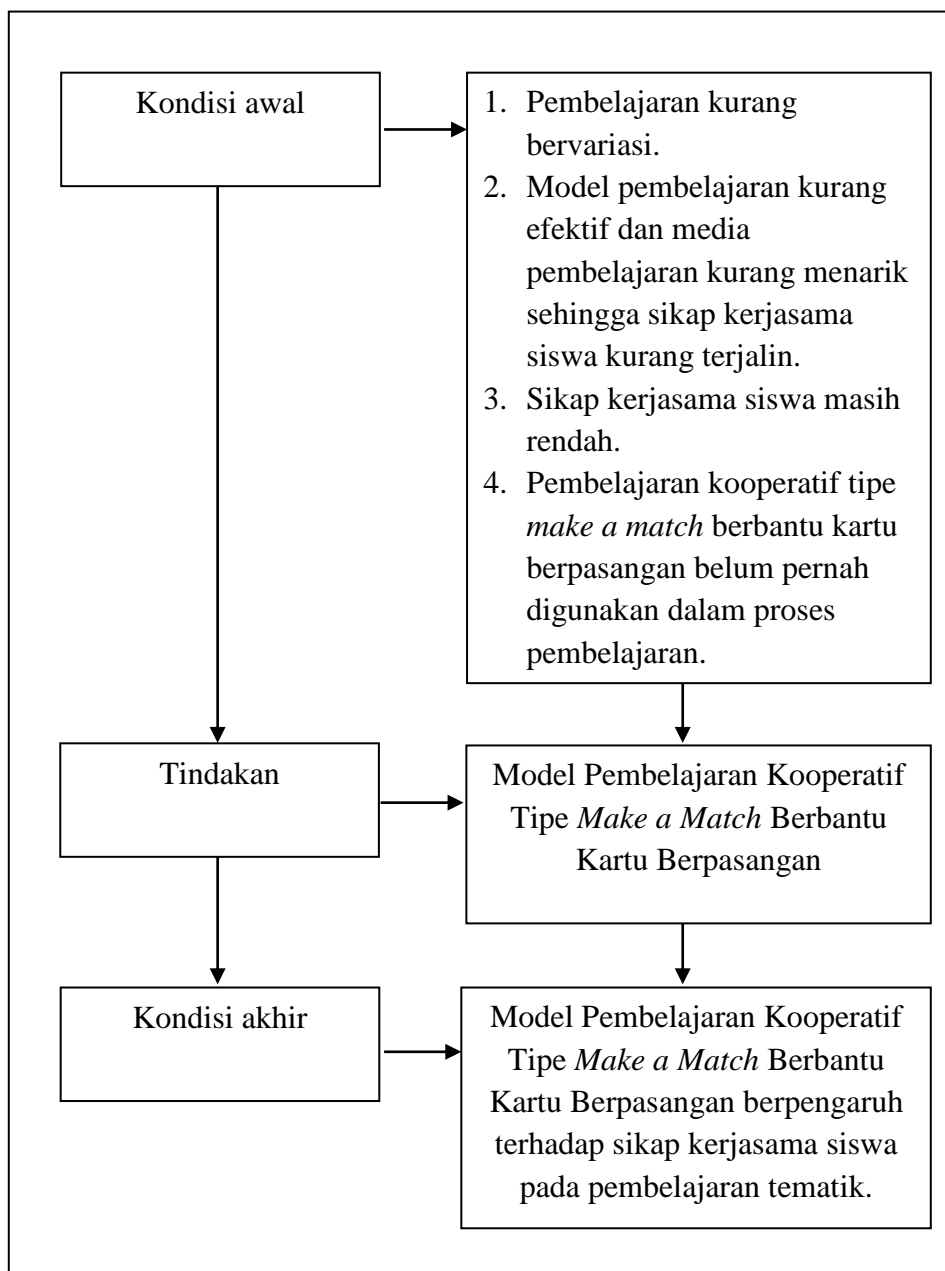 Kondisi awal
1. Pembelajaran kurang
bervariasi.
2. Model pembelajaran kurang
efektif dan media
pembelajaran kurang menarik
sehingga sikap kerjasama
siswa kurang terjalin.
3. Sikap kerjasama siswa masih
rendah.
4. Pembelajaran kooperatif tipe
make a match berbantu kartu
berpasangan belum pernah
digunakan dalam proses
pembelajaran.
Tindakan
Model Pembelajaran Kooperatif
Tipe Make a Match Berbantu
Kartu Berpasangan
Kondisi akhir
Model Pembelajaran Kooperatif
Tipe Make a Match Berbantu
Kartu Berpasangan berpengaruh
terhadap sikap kerjasama siswa
pada pembelajaran tematik.